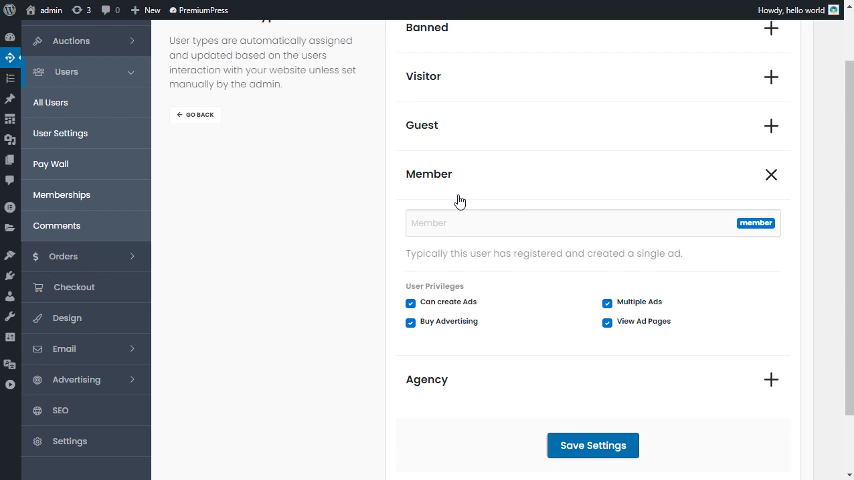 admin 3 0 New PremiumPress Howdy, hello world
Auctions
Users
All Users
User Settings
Pay Wall
Memberships
Comments
$ Orders
Checkout
Design
Email
Advertising
SEO
Settings
User types are automatically assigned
and updated based on the users
interaction with your website unless set
manually by the admin.
← GO BACK
Banned
Visitor
Guest
Member
Member member
Typically this user has registered and created a single ad.
User Privileges
Can create Ads Multiple Ads
Buy Advertising View Ad Pages
Agency
Save Settings